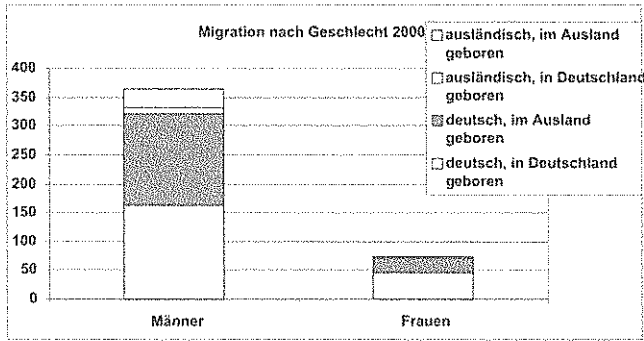 Migration nach Geschlecht 2000
ausländisch, im Ausland
geboren
ausländisch, in Deutschland
geboren
deutsch, im Ausland
geboren
deutsch, in Deutschland
geboren
400
350
300
250
200
150
100
50
0
Männer
Frauen